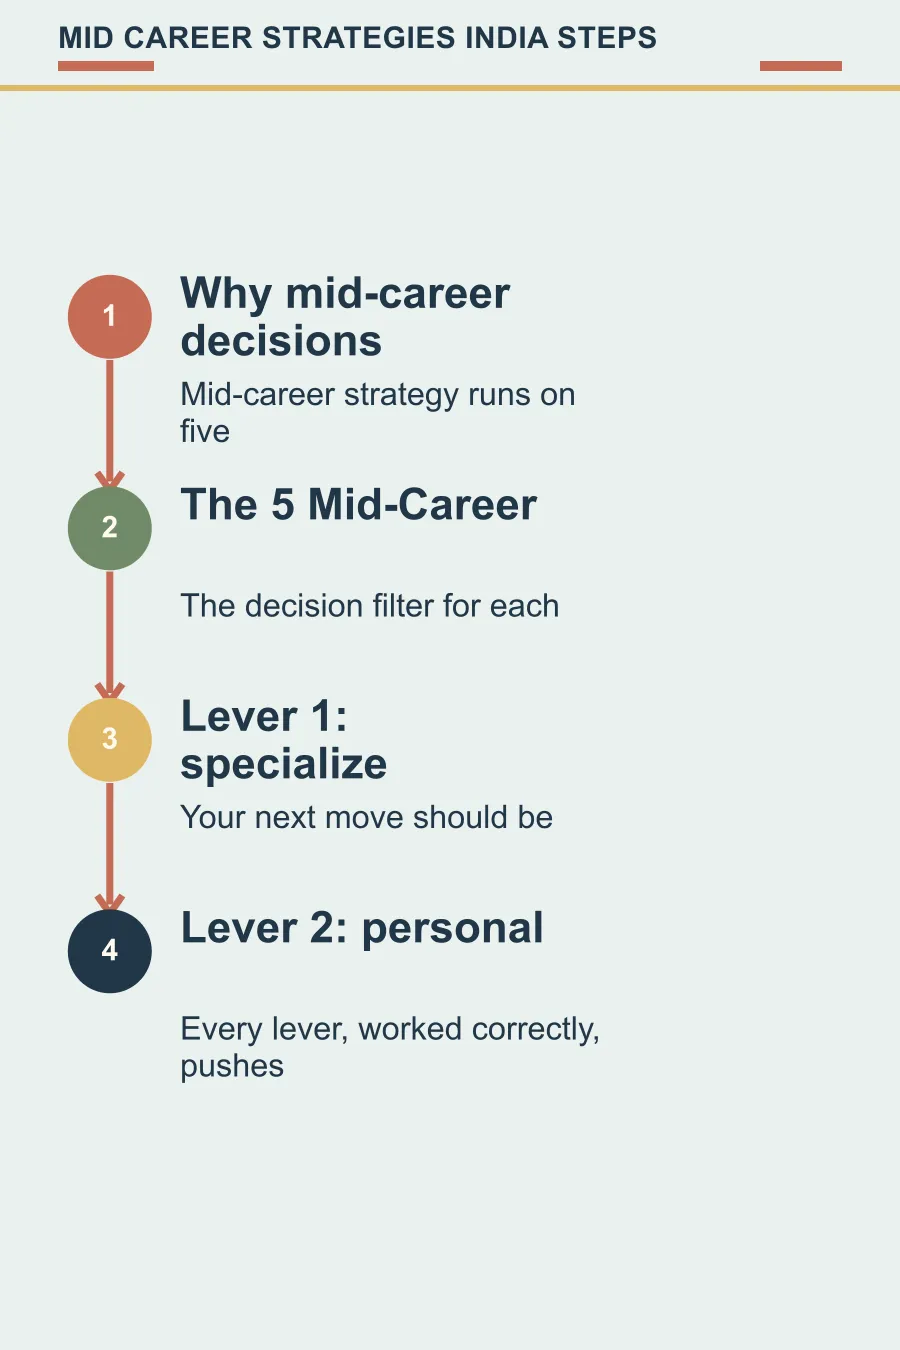 MID CAREER STRATEGIES INDIA STEPS
1
Why mid-career
decisions
Mid-career strategy runs on
five
2
The 5 Mid-Career
The decision filter for each
3
Lever 1:
specialize
Your next move should be
4
Lever 2: personal
Every lever, worked correctly,
pushes